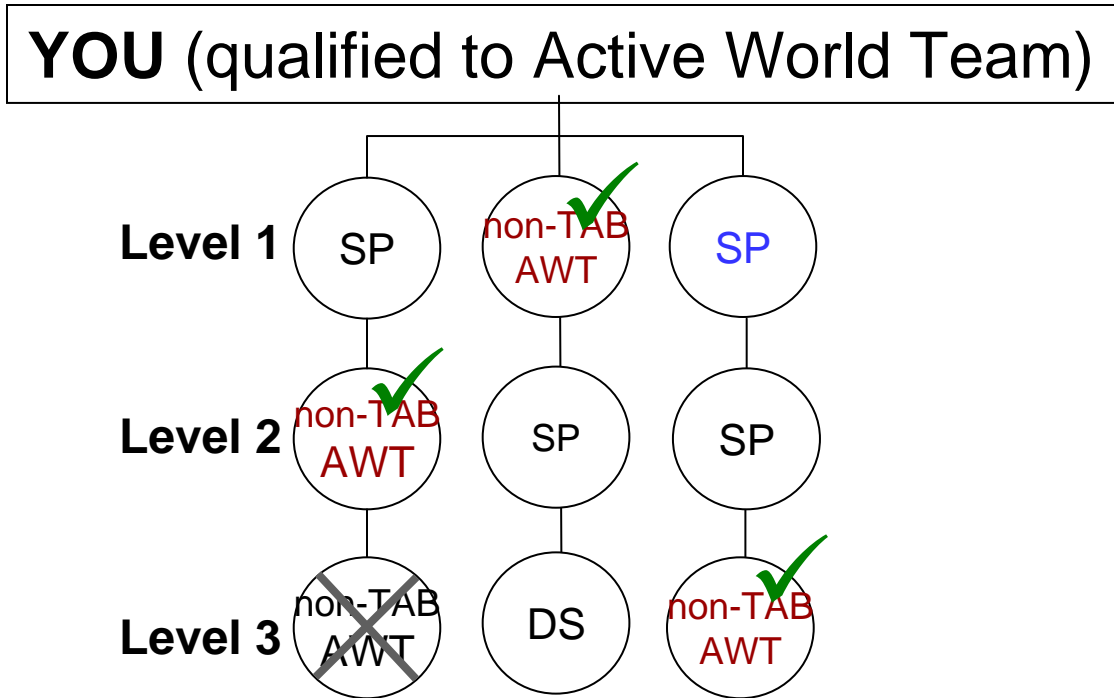 YOU (qualified to Active World Team)
Level 1
SP
non-TAB
AWT
SP
Level 2
non-TAB
AWT
SP
SP
Level 3
non-TAB
AWT
DS
non-TAB
AWT